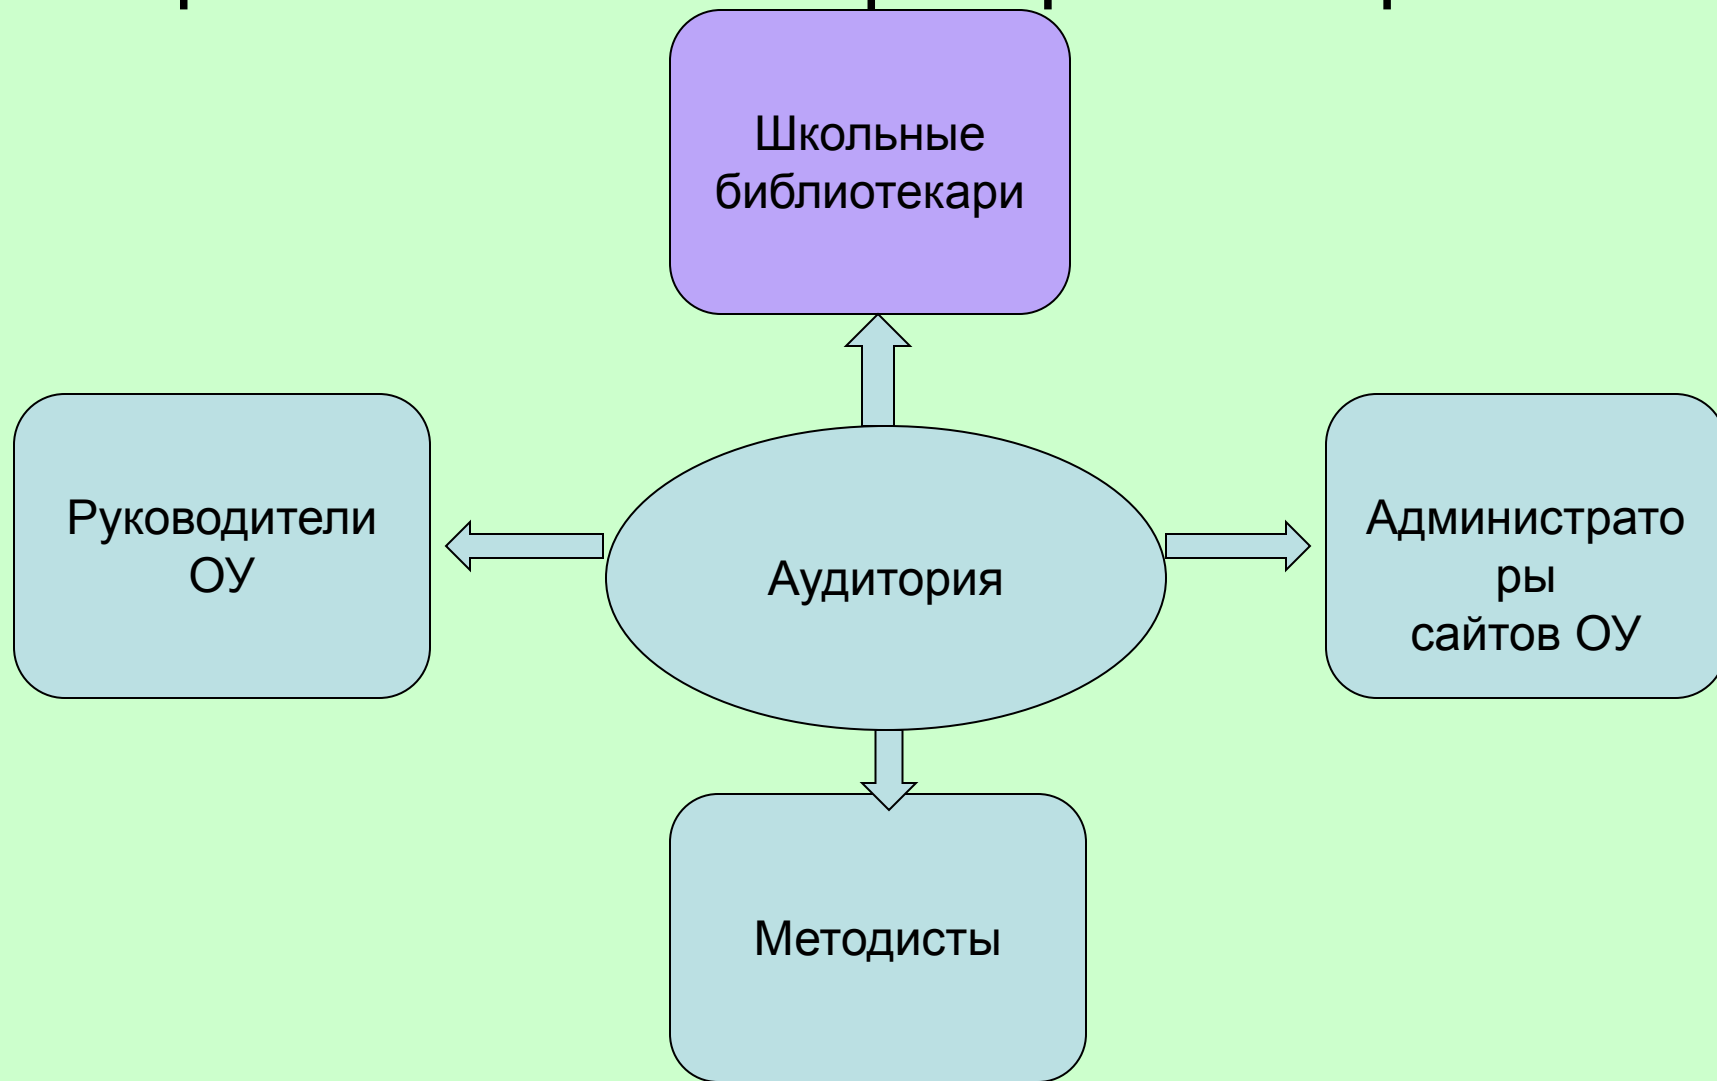 Школьные
библиотекари
Руководители
ОУ
Аудитория
Администрато
ры
сайтов ОУ
Методисты